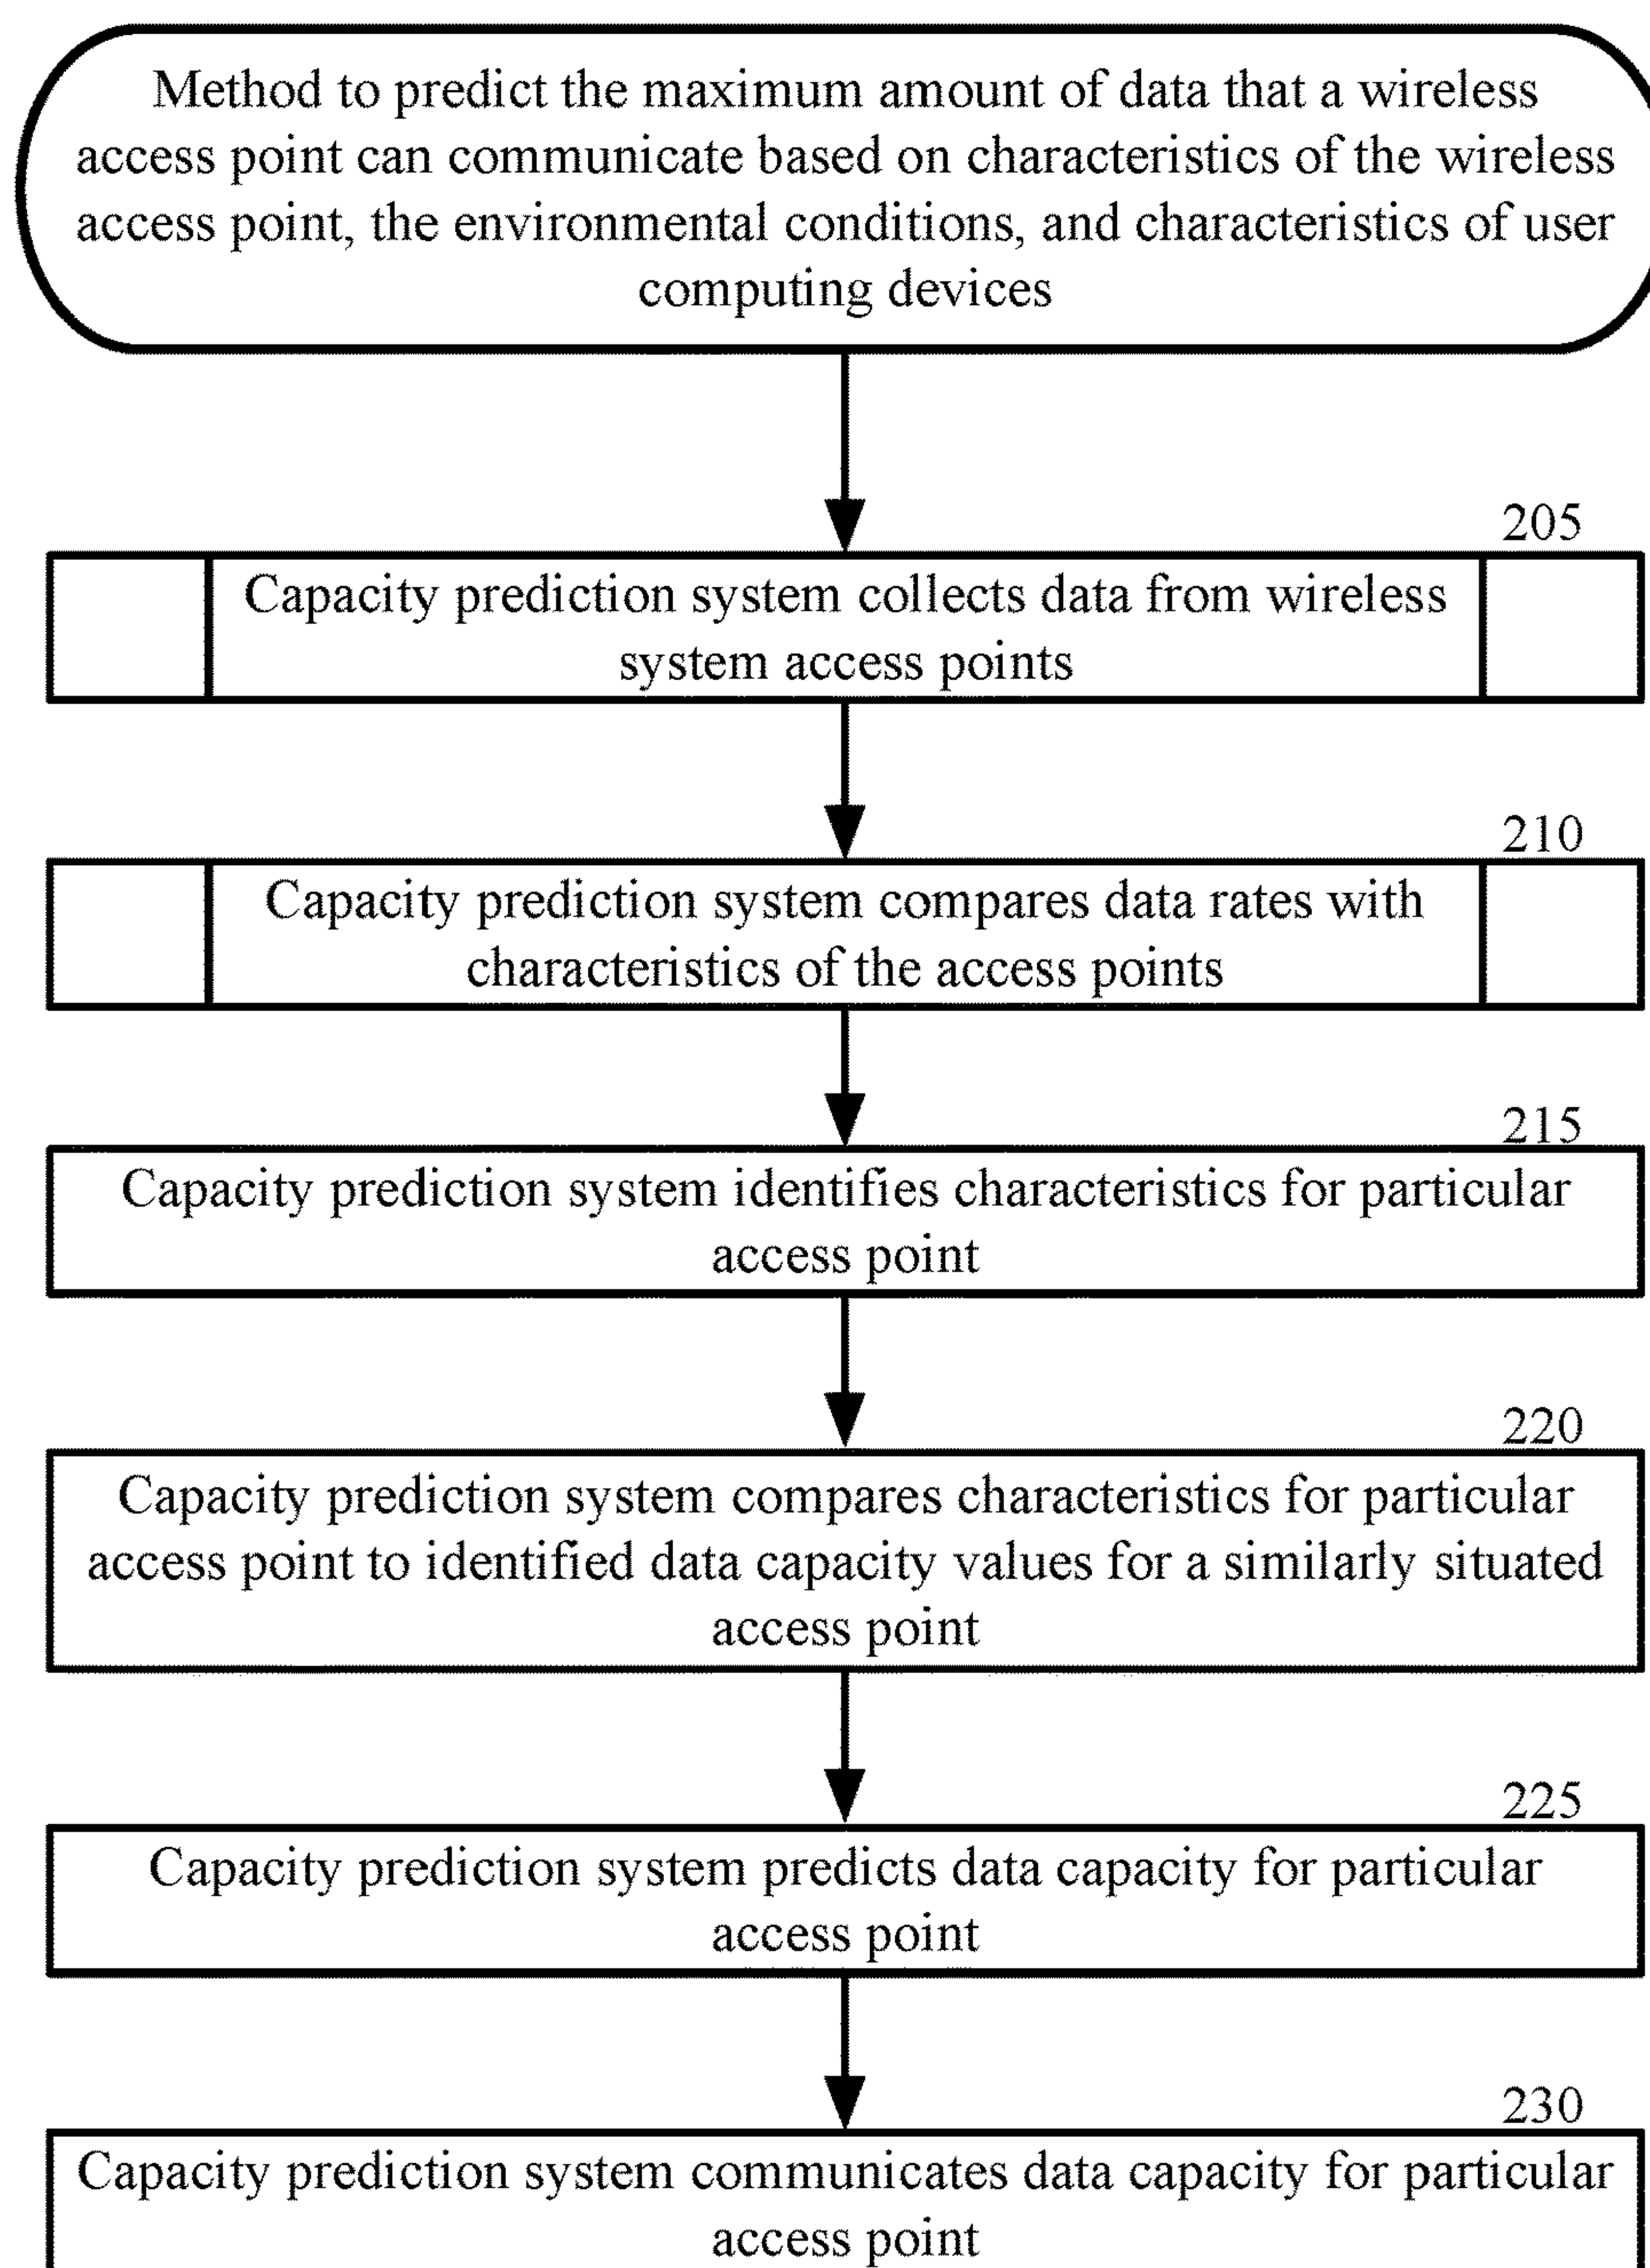 Method to predict the maximum amount of data that a wireless
access point can communicate based on characteristics of the wireless
access point, the environmental conditions, and characteristics of user
computing devices
205
Capacity prediction system collects data from wireless
system access points
210
Capacity prediction system compares data rates with
characteristics of the access points
215
Capacity prediction system identifies characteristics for particular
access point
220
Capacity prediction system compares characteristics for particular
access point to identified data capacity values for a similarly situated
access point
225
Capacity prediction system predicts data capacity for particular
access point
230
Capacity prediction system communicates data capacity for particular
access point